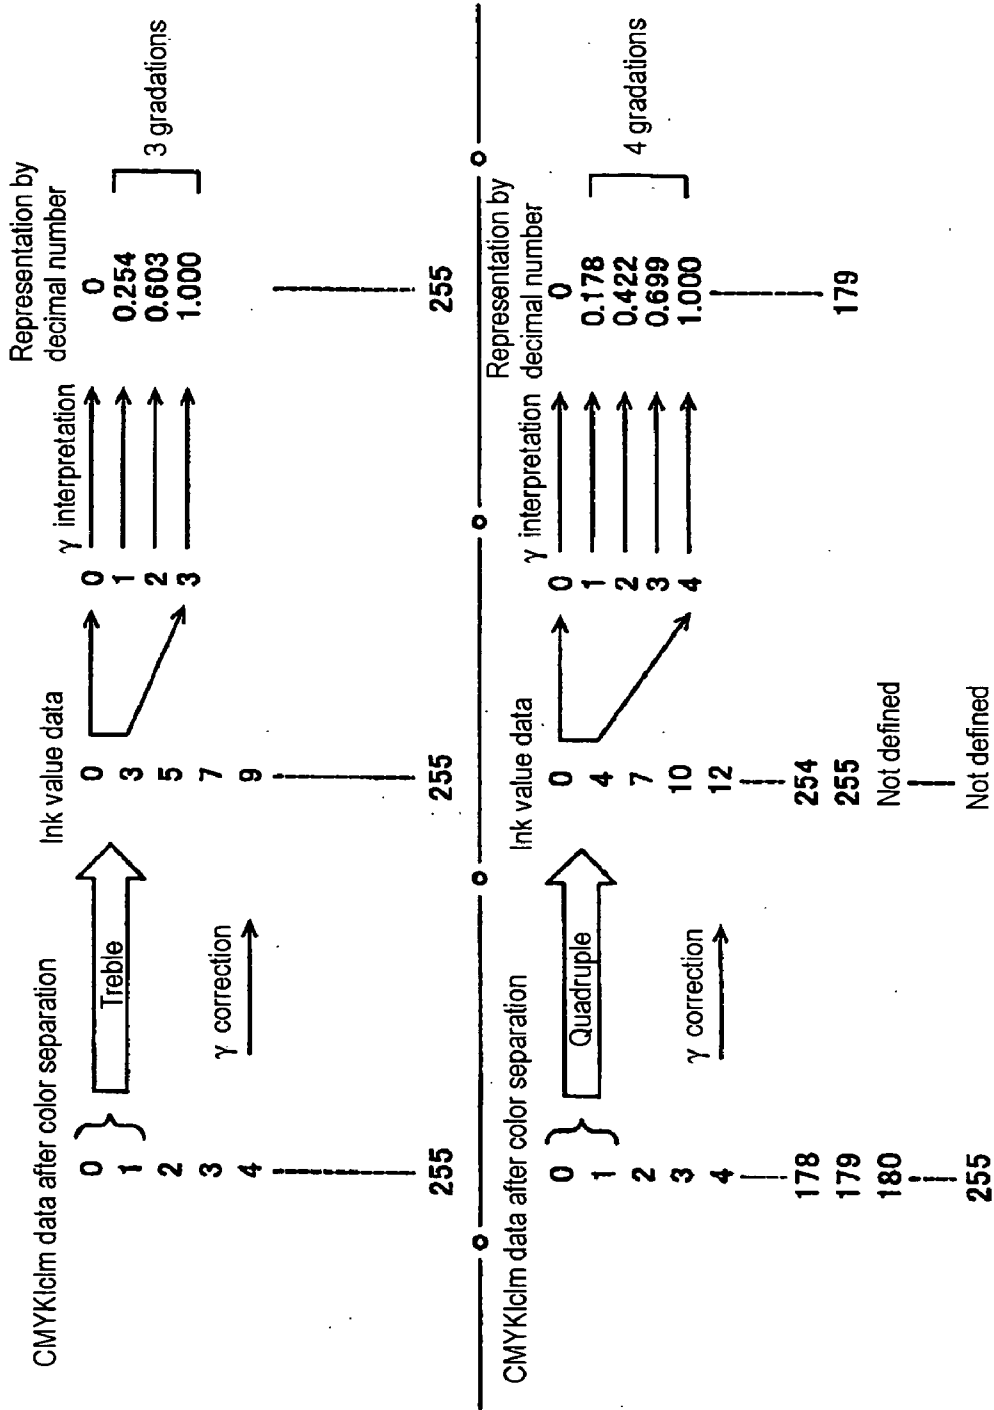 CMYKlclm data after color separation
0
1
2
3
4
255
Treble
γ correction
Ink value data
0
3
5
7
9
255
0
1
2
3
γ interpretation
Representation by
decimal number
0
0.254
0.603
1.000
255
3 gradations
CMYKlclm data after color separation
0
1
2
3
4
178
179
180
255
Quadruple
γ correction
Ink value data
0
4
7
10
12
254
255
Not defined
Not defined
0
1
2
3
4
γ interpretation
Representation by
decimal number
0
0.178
0.422
0.699
1.000
179
4 gradations